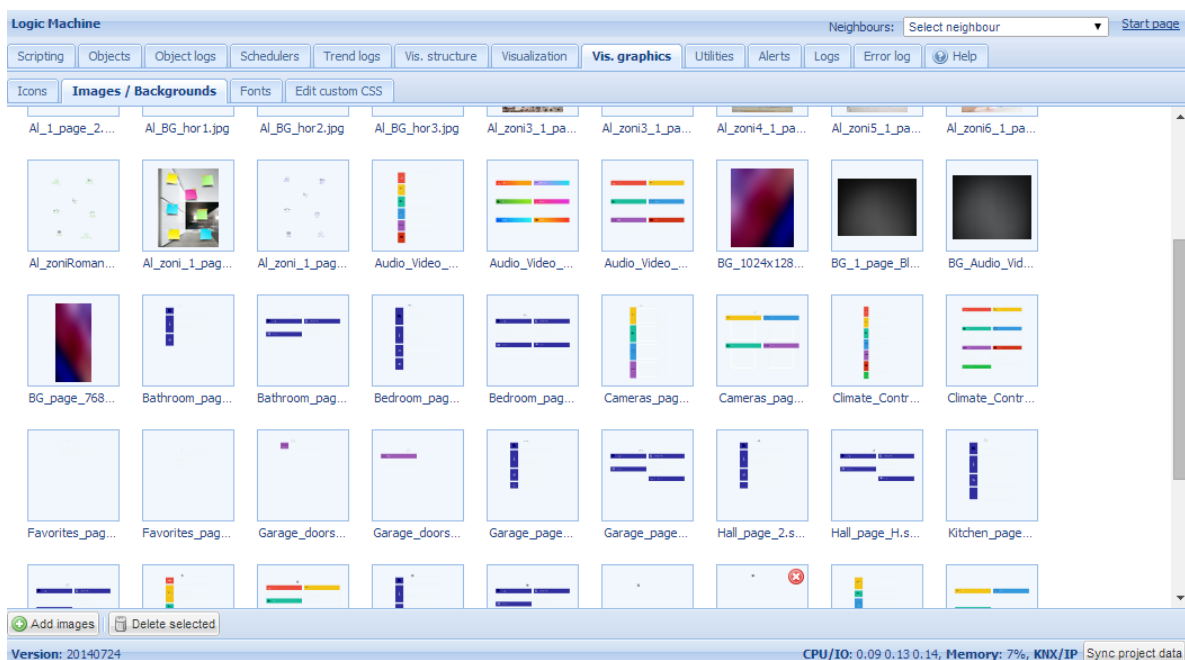 Logic Machine
Neighbours: Select neighbour Start page
Scripting Objects Object logs Schedulers Trend logs Vis. structure Visualization Vis. graphics Utilities Alerts Logs Error log Help
Icons Images / Backgrounds Fonts Edit custom CSS
Al_1_page_2.... Al_BG_hor1.jpg Al_BG_hor2.jpg Al_BG_hor3.jpg Al_zoni3_1_pa... Al_zoni3_1_pa... Al_zoni4_1_pa... Al_zoni5_1_pa... Al_zoni6_1_pa...
Al_zoniRoman... Al_zoni_1_pag... Al_zoni_1_pag... Audio_Video_... Audio_Video_... Audio_Video_... BG_1024x128... BG_1_page_Bl... BG_Audio_Vid...
BG_page_768... Bathroom_pag... Bathroom_pag... Bedroom_pag... Bedroom_pag... Cameras_pag... Cameras_pag... Climate_Contr... Climate_Contr...
Favorites_pag... Favorites_pag... Garage_doors... Garage_doors... Garage_page... Garage_page... Hall_page_2.s... Hall_page_H.s... Kitchen_page...
Add images Delete selected
Version: 20140724 CPU/IO: 0.09 0.13 0.14, Memory: 7%, KNX/IP Sync project data